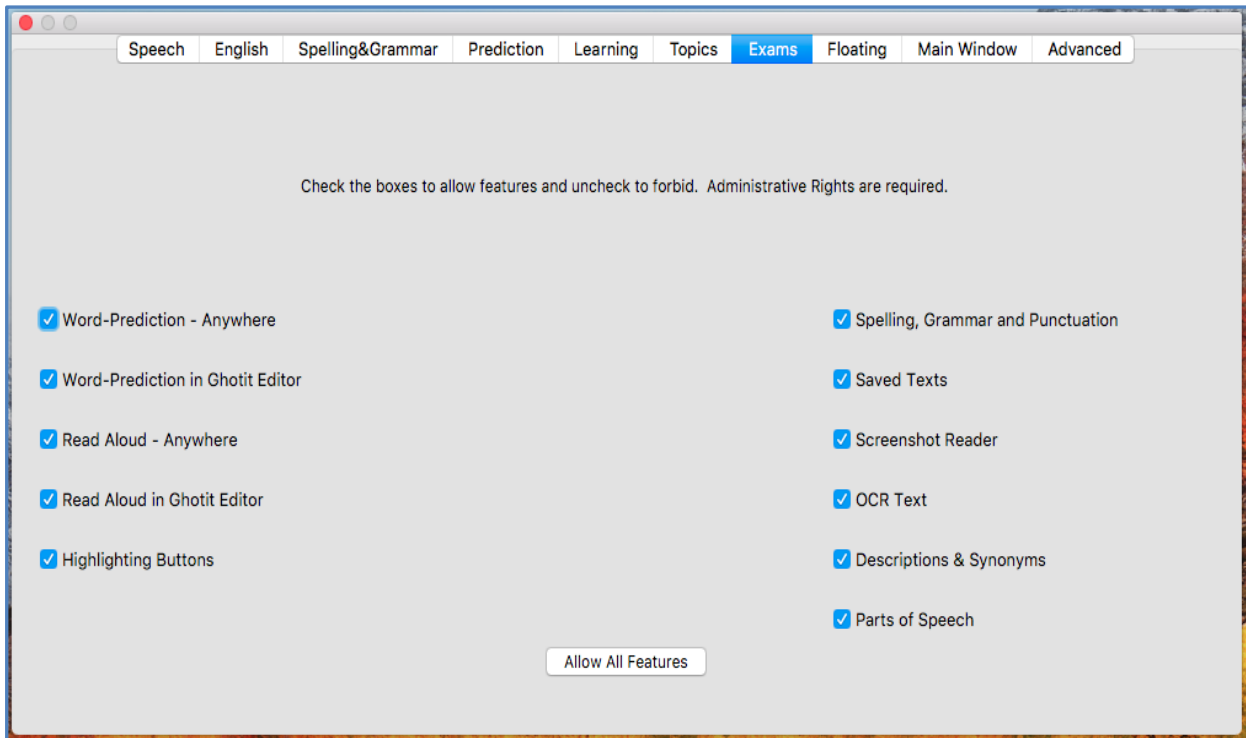 Speech English Spelling&Grammar Prediction Learning Topics Exams Floating Main Window Advanced
Check the boxes to allow features and uncheck to forbid.  Administrative Rights are required.
Word-Prediction - Anywhere
Word-Prediction in Ghotit Editor
Read Aloud - Anywhere
Read Aloud in Ghotit Editor
Highlighting Buttons
Spelling, Grammar and Punctuation
Saved Texts
Screenshot Reader
OCR Text
Descriptions & Synonyms
Parts of Speech
Allow All Features